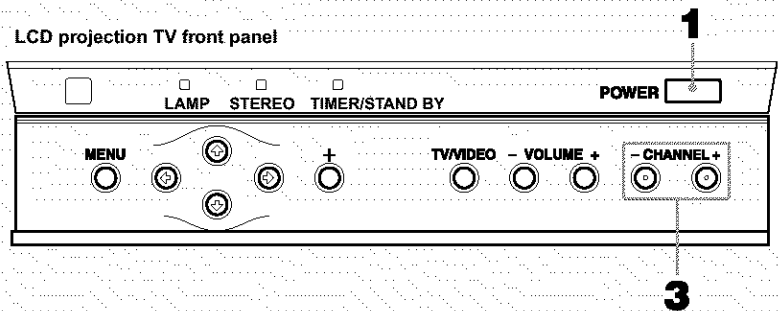 1
LCD projection TV front panel
POWER
LAMP STEREO TIMER/STAND BY
MENU + TV/VIDEO – VOLUME + – CHANNEL +
3